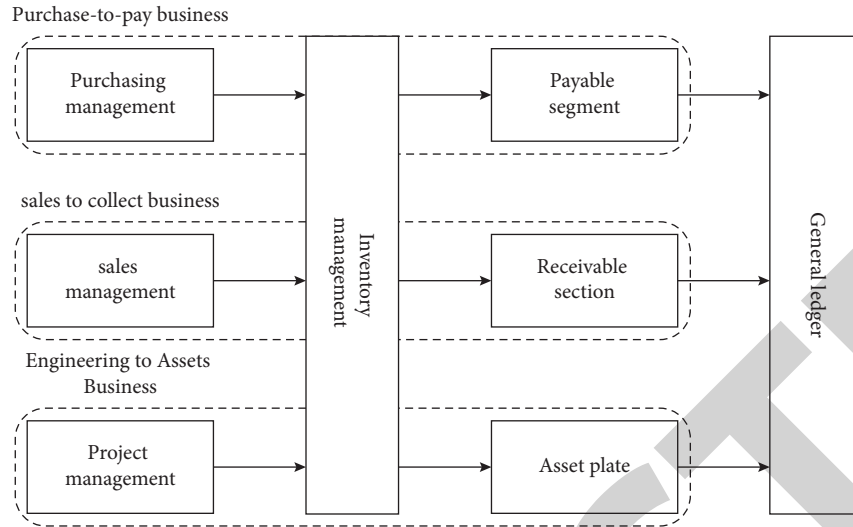 Purchase-to-pay business
Purchasing
management
Payable
segment
sales to collect business
sales
management
Inventory
management
Receivable
section
General ledger
Engineering to Assets
Business
Project
management
Asset plate